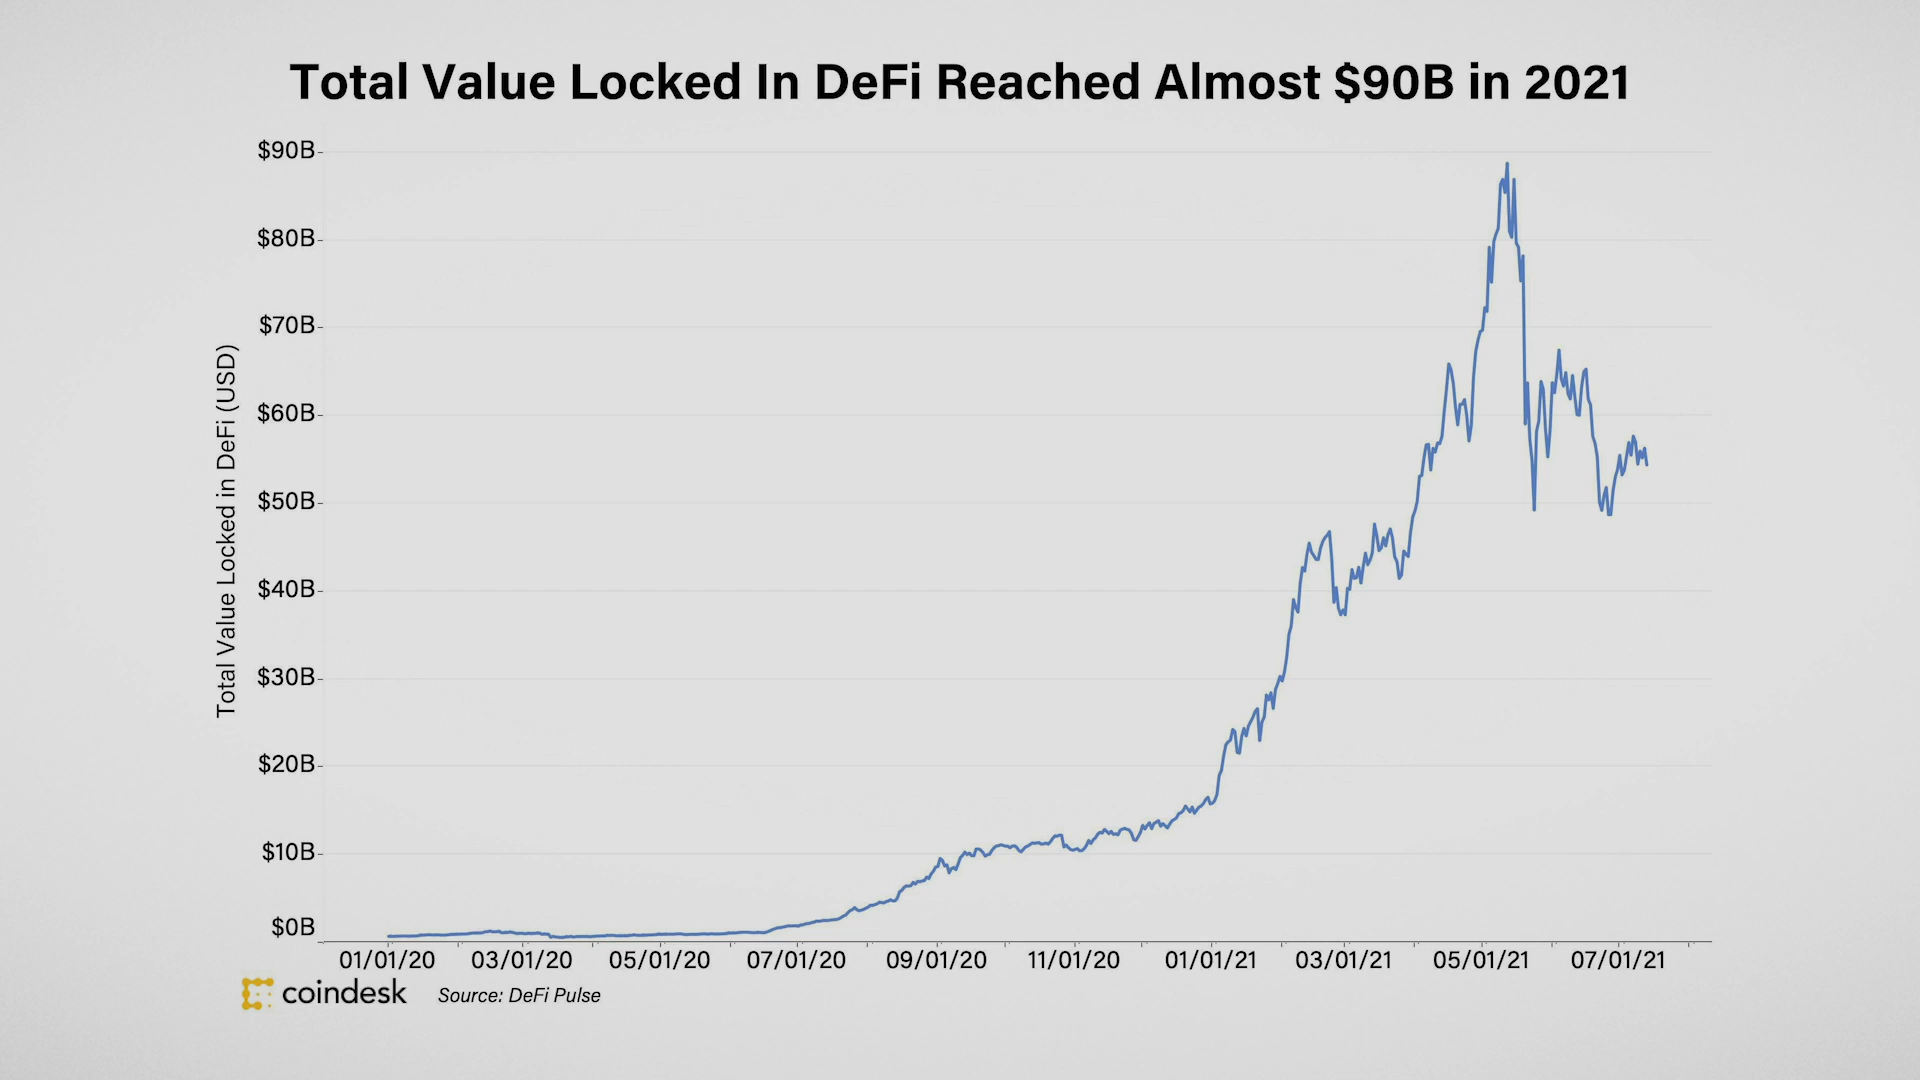 Total Value Locked In DeFi Reached Almost $90B in 2021
Total Value Locked in DeFi (USD)
$90B
$80B
$70B
$60B
$50B
$40B
$30B
$20B
$10B
$0B
01/01/20 03/01/20 05/01/20 07/01/20 09/01/20 11/01/20 01/01/21 03/01/21 05/01/21 07/01/21
coindesk Source: DeFi Pulse